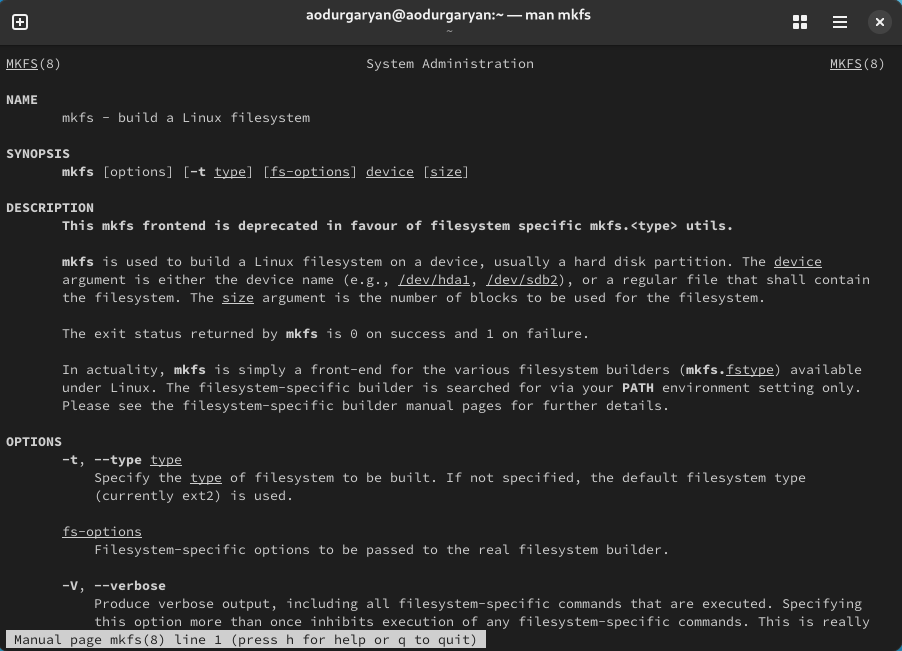 aodurgaryan@aodurgaryan:~ — man mkfs
~
MKFS(8) System Administration MKFS(8)
NAME
mkfs - build a Linux filesystem
SYNOPSIS
mkfs [options] [-t type] [fs-options] device [size]
DESCRIPTION
This mkfs frontend is deprecated in favour of filesystem specific mkfs.<type> utils.
mkfs is used to build a Linux filesystem on a device, usually a hard disk partition. The device
argument is either the device name (e.g., /dev/hda1, /dev/sdb2), or a regular file that shall contain
the filesystem. The size argument is the number of blocks to be used for the filesystem.
The exit status returned by mkfs is 0 on success and 1 on failure.
In actuality, mkfs is simply a front-end for the various filesystem builders (mkfs.fstype) available
under Linux. The filesystem-specific builder is searched for via your PATH environment setting only.
Please see the filesystem-specific builder manual pages for further details.
OPTIONS
-t, --type type
Specify the type of filesystem to be built. If not specified, the default filesystem type
(currently ext2) is used.
fs-options
Filesystem-specific options to be passed to the real filesystem builder.
-V, --verbose
Produce verbose output, including all filesystem-specific commands that are executed. Specifying
this option more than once inhibits execution of any filesystem-specific commands. This is really
Manual page mkfs(8) line 1 (press h for help or q to quit)